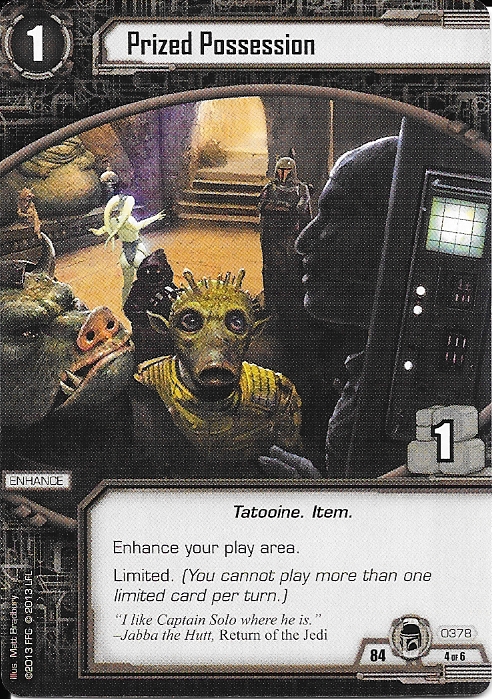 1
Prized Possession
1
ENHANCE
Tatooine. Item.
Enhance your play area.
Limited. (You cannot play more than one
limited card per turn.)
"I like Captain Solo where he is."
–Jabba the Hutt, Return of the Jedi
0378
84
4 OF 6
Illus. Matt Bradbury
©2013 FFG ©2013 LFL